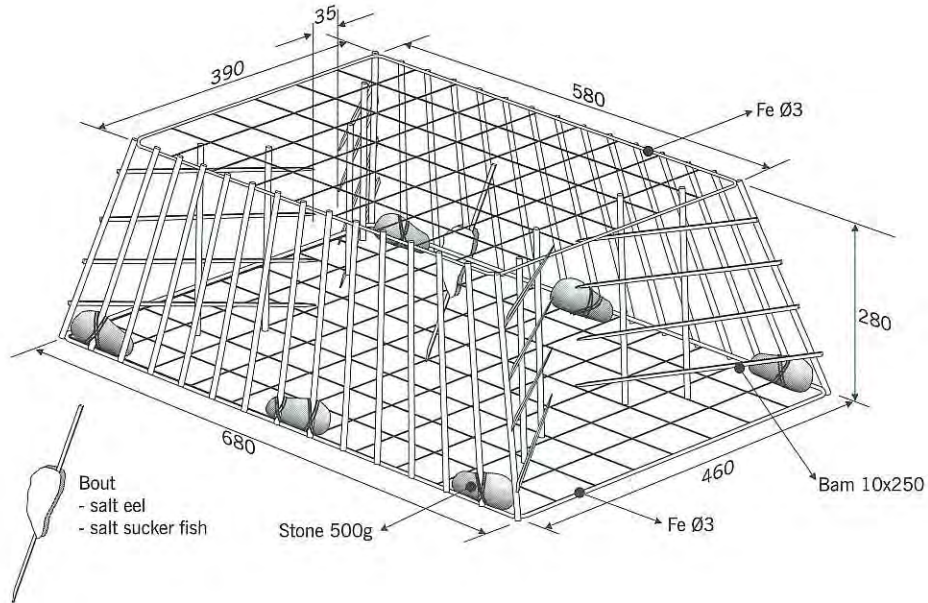 35
390
580
Fe Ø3
280
680
460
Bam 10x250
Bout
- salt eel
- salt sucker fish
Stone 500g
Fe Ø3